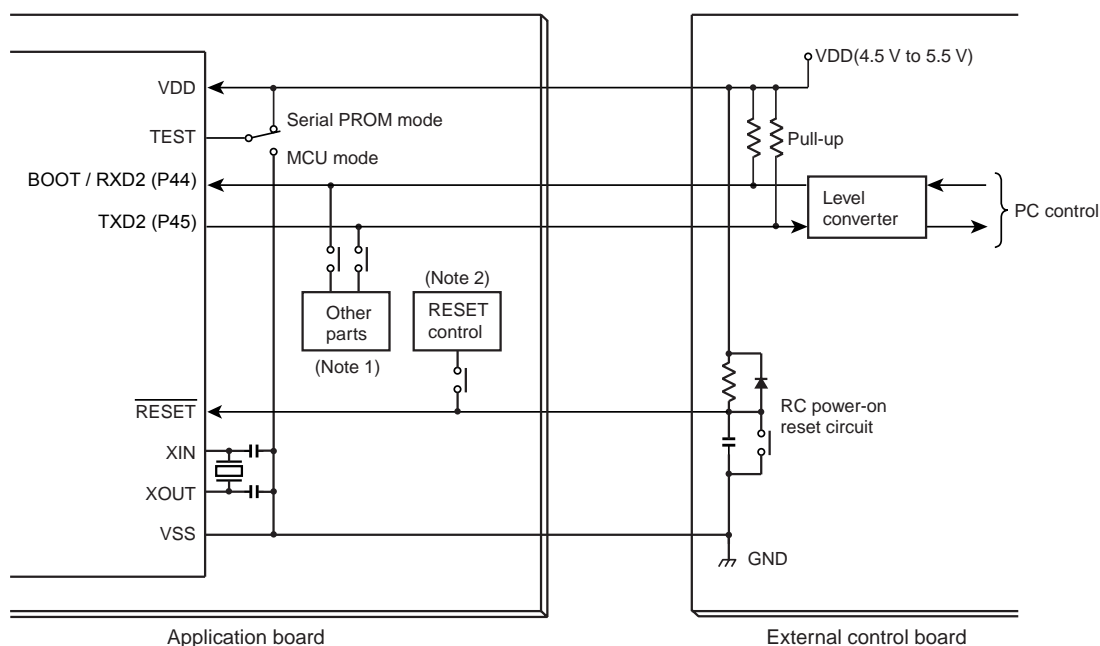 VDD(4.5 V to 5.5 V)
VDD
Serial PROM mode
TEST
Pull-up
MCU mode
BOOT / RXD2 (P44)
Level
converter
PC control
TXD2 (P45)
(Note 2)
Other
parts
RESET
control
(Note 1)
RESET
RC power-on
reset circuit
XIN
XOUT
VSS
GND
Application board
External control board